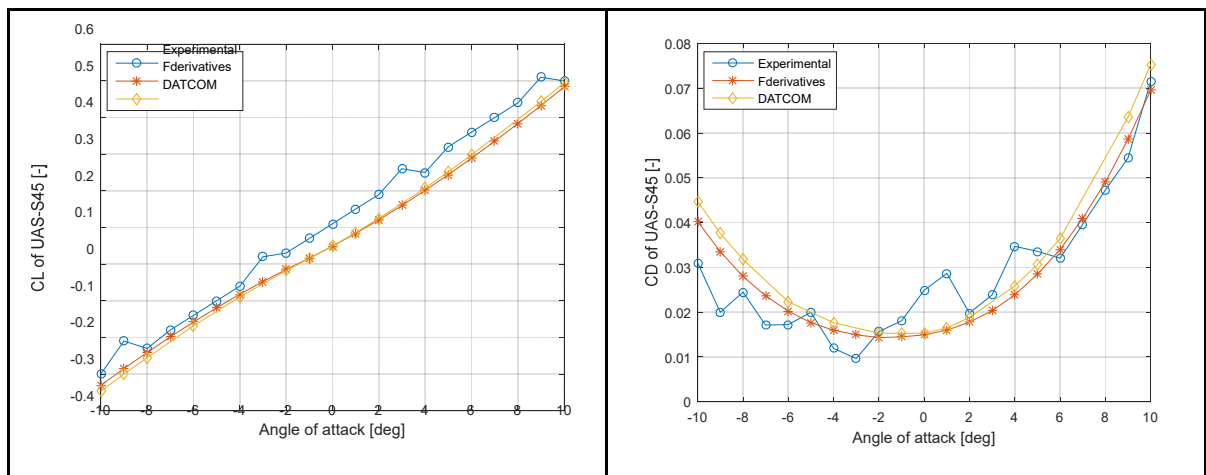 0.6
0.5
0.4
0.3
0.2
0.1
0
-0.1
-0.2
-0.3
-0.4
CL of UAS-S45 [-]
Experimental
Fderivatives
DATCOM
-10 -8 -6 -4 -2 0 2 4 6 8 10
Angle of attack [deg]
0.08
0.07
0.06
0.05
0.04
0.03
0.02
0.01
0
CD of UAS-S45 [-]
Experimental
Fderivatives
DATCOM
-10 -8 -6 -4 -2 0 2 4 6 8 10
Angle of attack [deg]